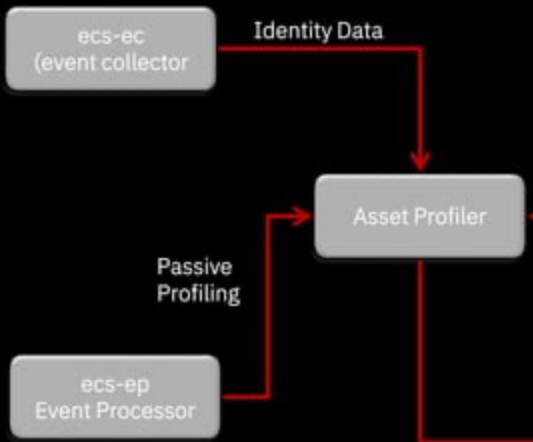 ecs-ec
(event collector
Identity Data
Asset Profiler
Passive
Profiling
ecs-ep
Event Processor